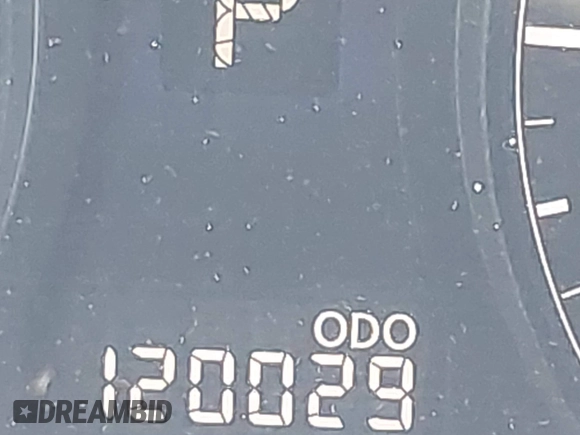 P
ODO
120029
DREAMBID